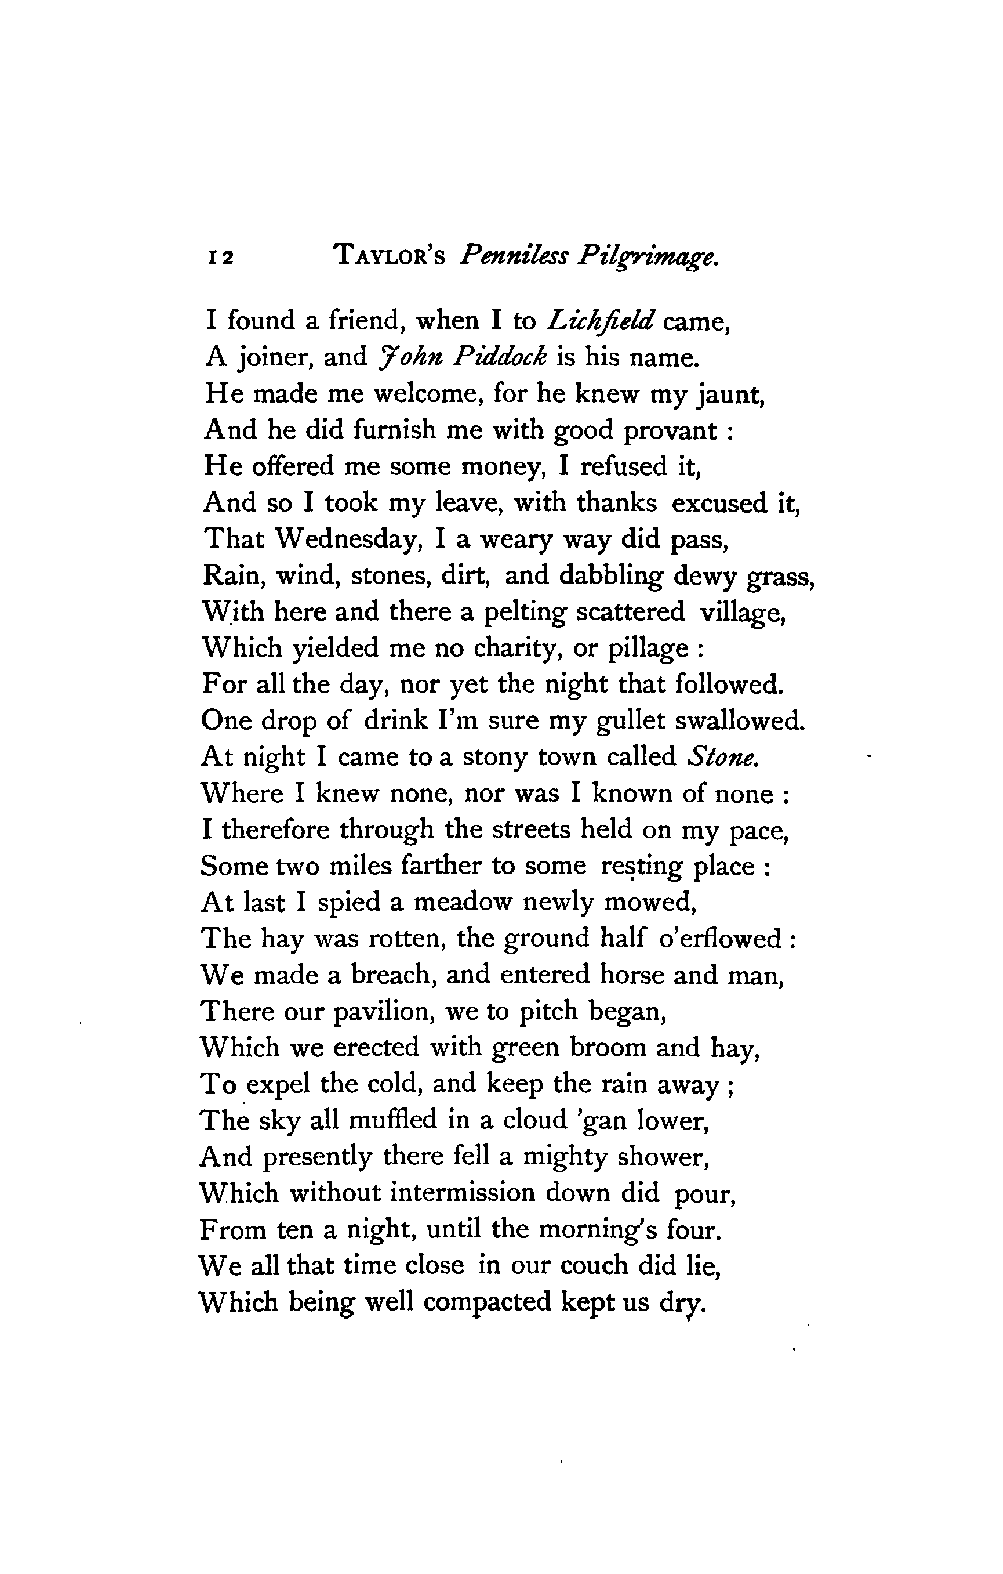 12 TAYLOR'S Penniless Pilgrimage.
I found a friend, when I to Lichfield came,
A joiner, and John Piddock is his name.
He made me welcome, for he knew my jaunt,
And he did furnish me with good provant :
He offered me some money, I refused it,
And so I took my leave, with thanks excused it,
That Wednesday, I a weary way did pass,
Rain, wind, stones, dirt, and dabbling dewy grass,
With here and there a pelting scattered village,
Which yielded me no charity, or pillage :
For all the day, nor yet the night that followed.
One drop of drink I'm sure my gullet swallowed.
At night I came to a stony town called Stone.
Where I knew none, nor was I known of none :
I therefore through the streets held on my pace,
Some two miles farther to some resting place :
At last I spied a meadow newly mowed,
The hay was rotten, the ground half o'erflowed :
We made a breach, and entered horse and man,
There our pavilion, we to pitch began,
Which we erected with green broom and hay,
To expel the cold, and keep the rain away ;
The sky all muffled in a cloud 'gan lower,
And presently there fell a mighty shower,
Which without intermission down did pour,
From ten a night, until the morning's four.
We all that time close in our couch did lie,
Which being well compacted kept us dry.